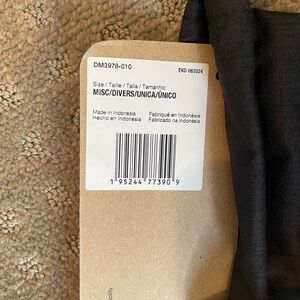 DM3978-010 EKD 082024
Size / Taille / Talla / Tamanho:
MISC/DIVERS/UNICA/ÚNICO
Made in Indonesia Fabriqué en Indonésie
Hecho en Indonesia Fabricado na Indonésia
1 95244 77390 9